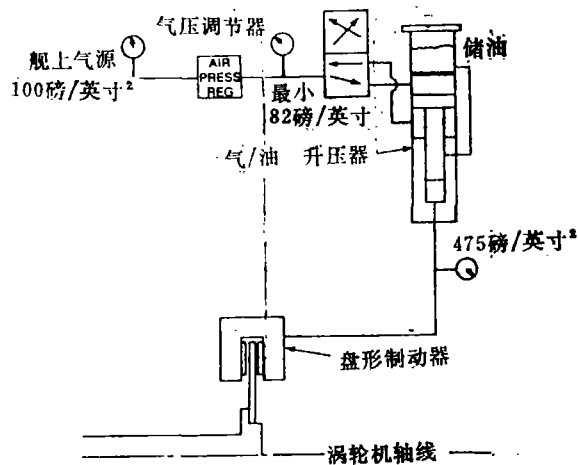 气压调节器
舰上气源
100磅/英寸²
AIR
PRESS
REG
最小
82磅/英寸
储油
气/油 升压器
475磅/英寸²
盘形制动器
涡轮机轴线